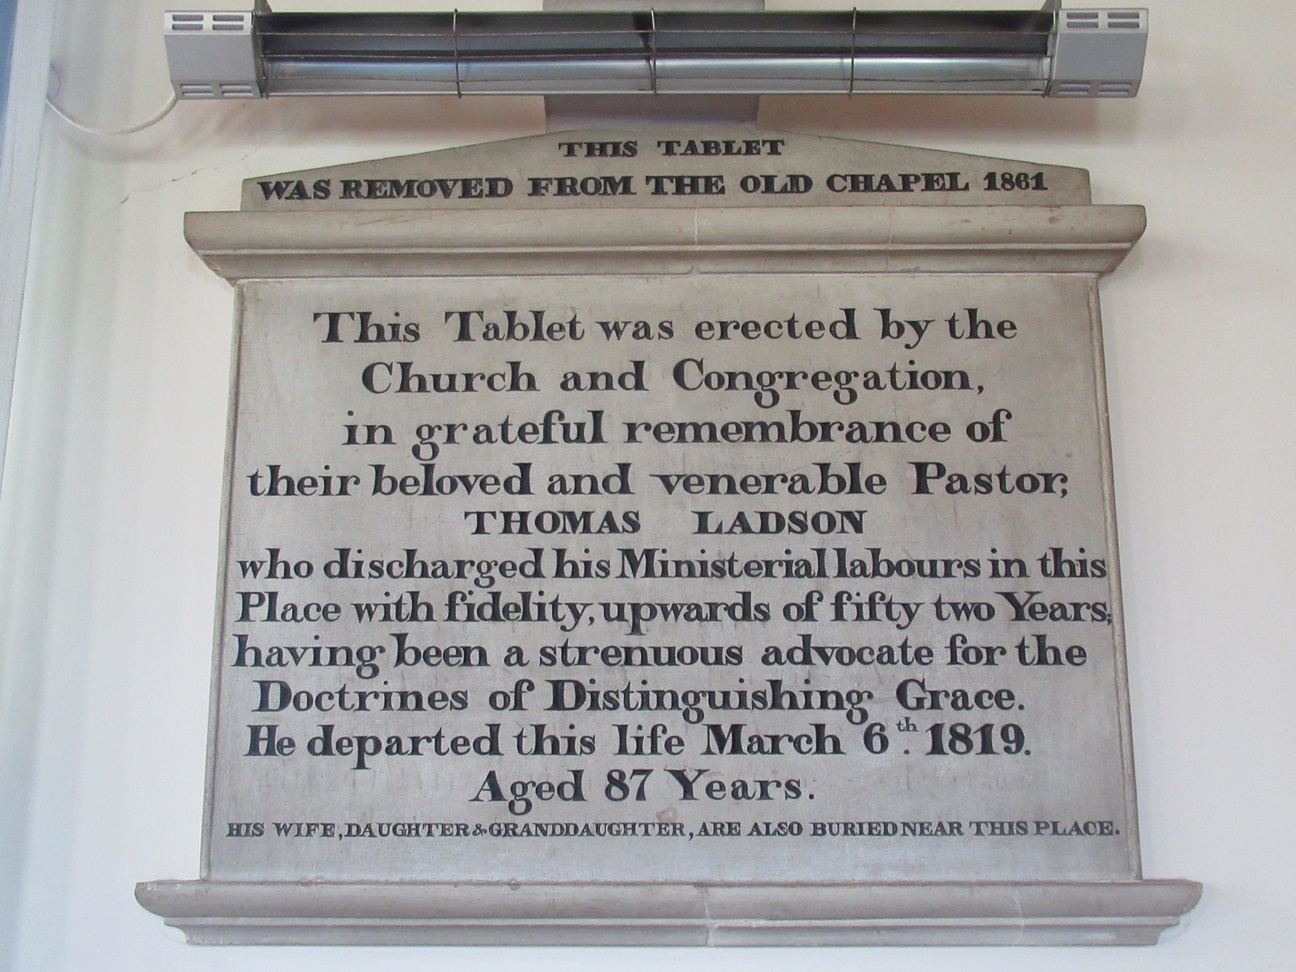 THIS TABLET
WAS REMOVED FROM THE OLD CHAPEL 1861
This Tablet was erected by the
Church and Congregation,
in grateful remembrance of
their beloved and venerable Pastor,
THOMAS LADSON
who discharged his Ministerial labours in this
Place with fidelity, upwards of fifty two Years;
having been a strenuous advocate for the
Doctrines of Distinguishing Grace.
He departed this life March 6th. 1819.
Aged 87 Years.
HIS WIFE, DAUGHTER & GRANDDAUGHTER, ARE ALSO BURIED NEAR THIS PLACE.